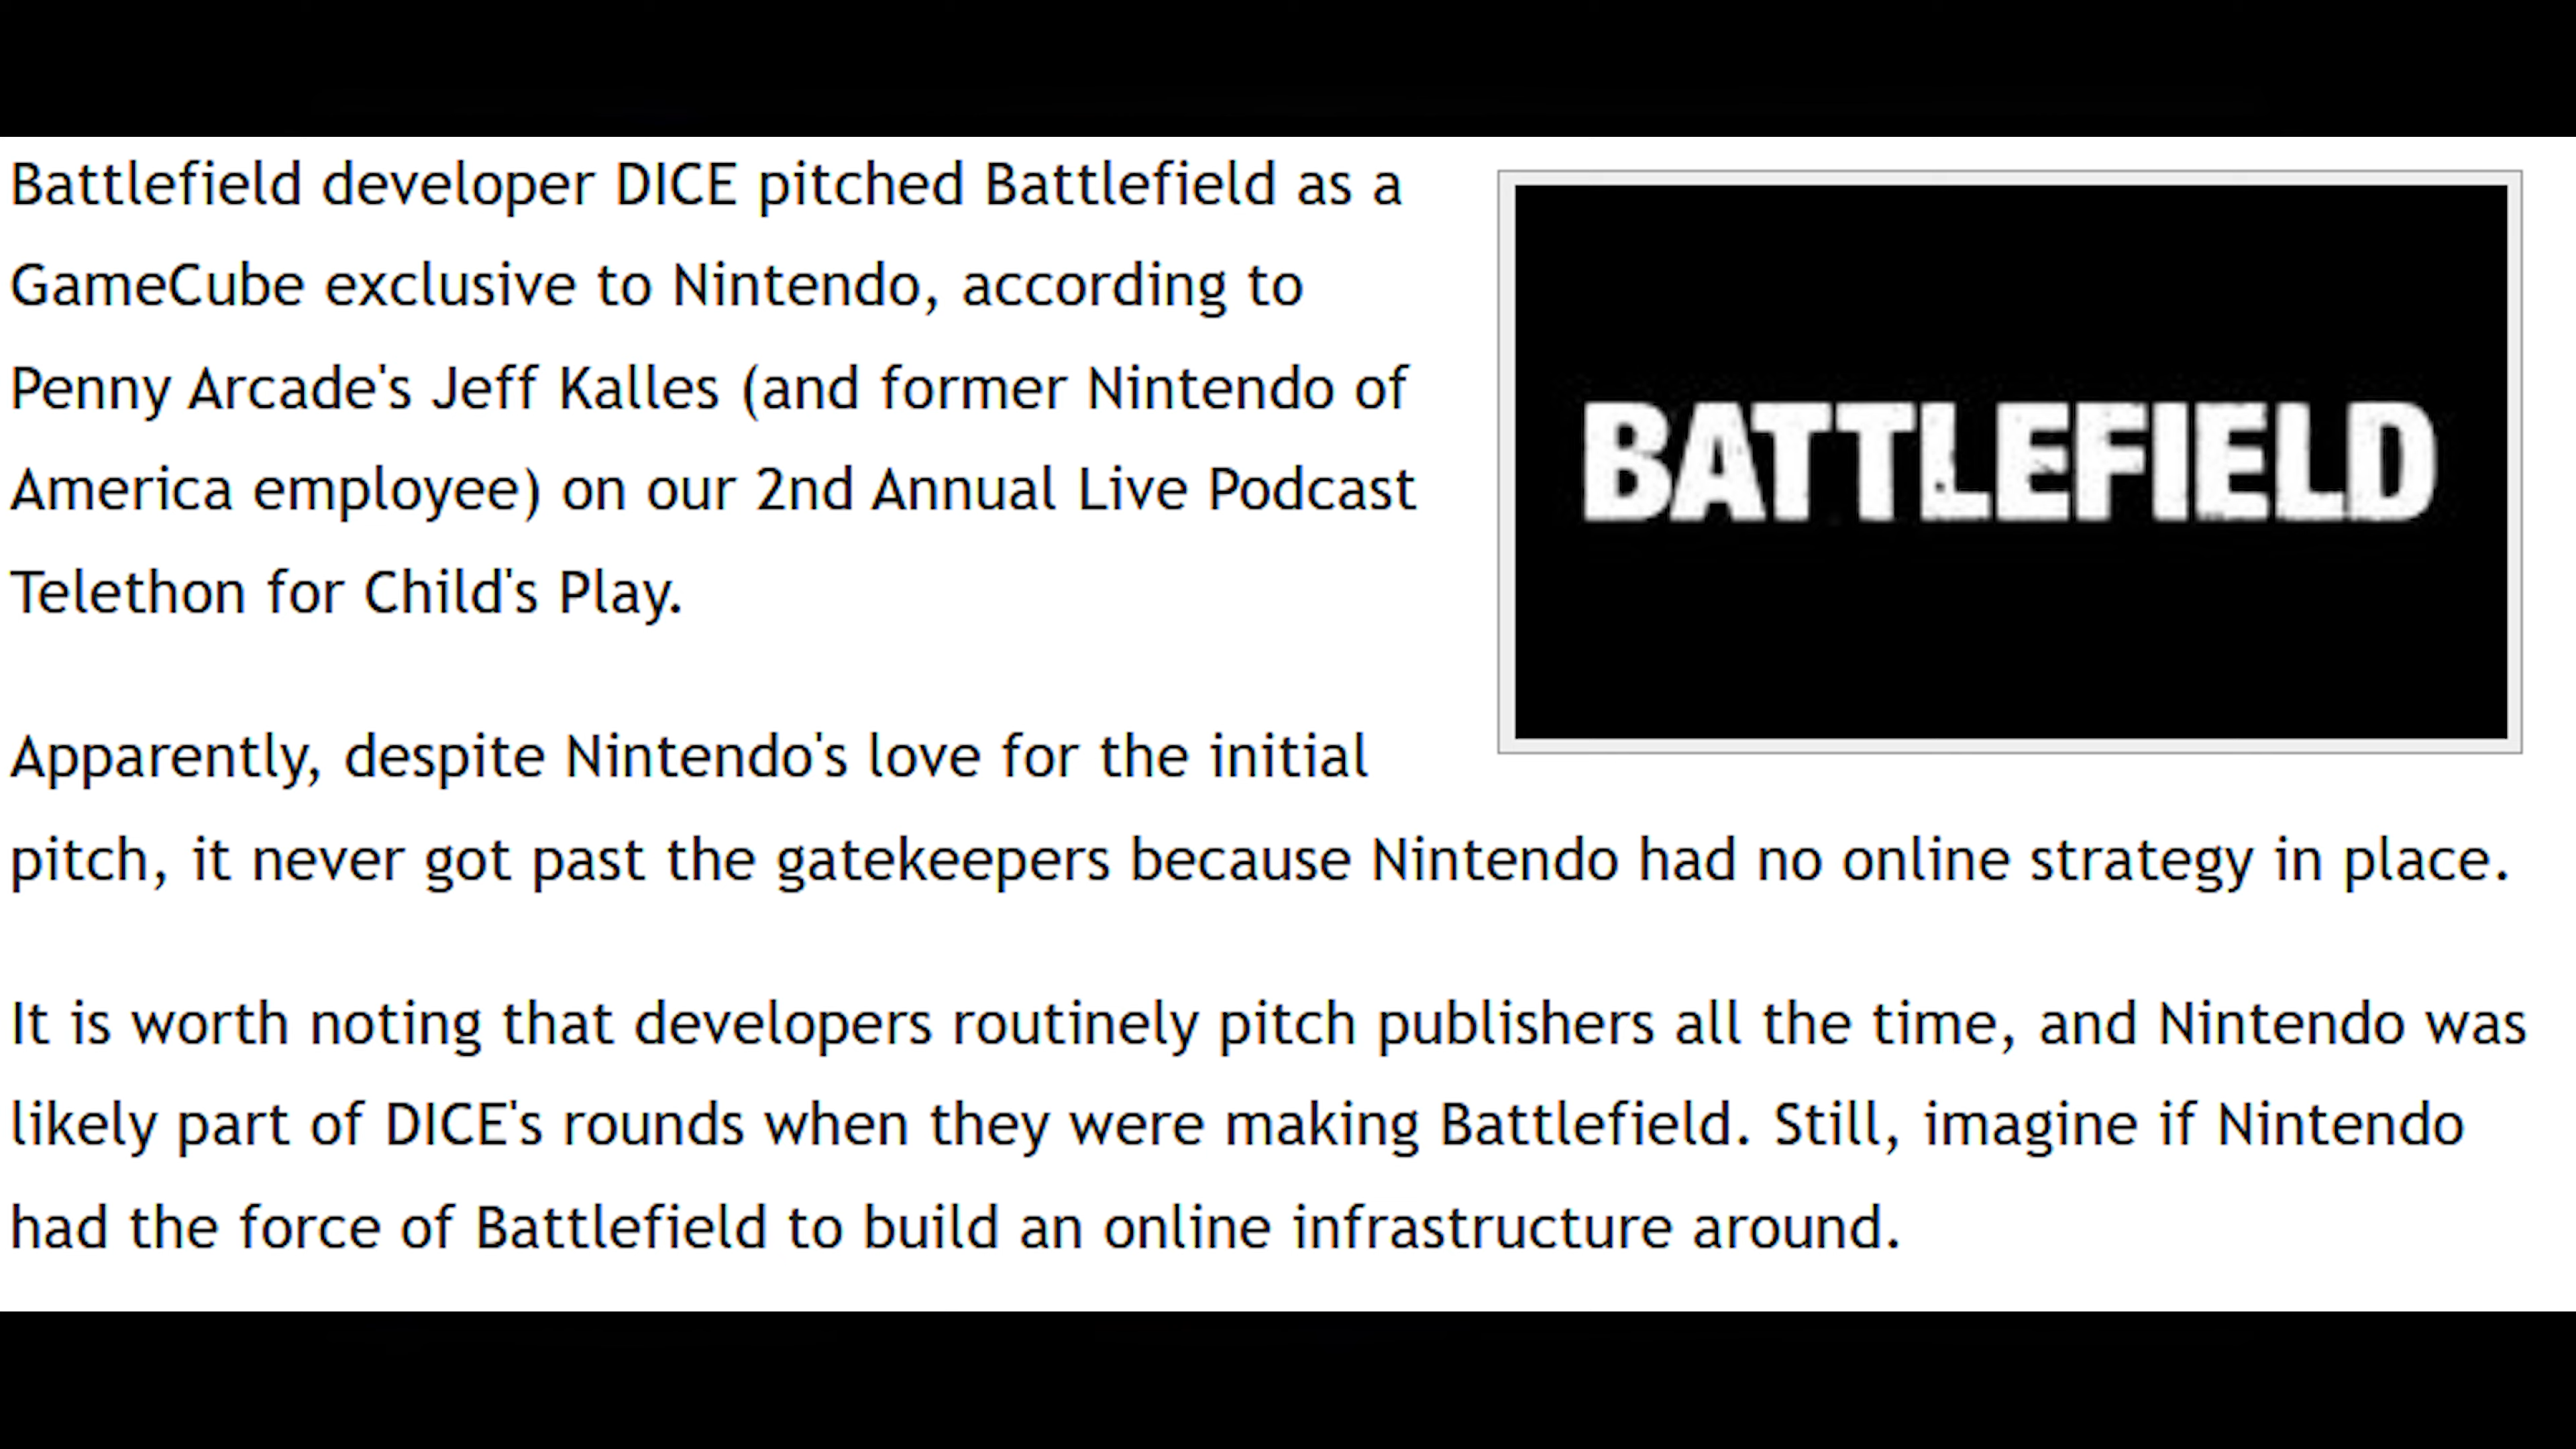 Battlefield developer DICE pitched Battlefield as a
GameCube exclusive to Nintendo, according to
Penny Arcade's Jeff Kalles (and former Nintendo of
America employee) on our 2nd Annual Live Podcast
Telethon for Child's Play.
BATTLEFIELD
Apparently, despite Nintendo's love for the initial
pitch, it never got past the gatekeepers because Nintendo had no online strategy in place.
It is worth noting that developers routinely pitch publishers all the time, and Nintendo was
likely part of DICE's rounds when they were making Battlefield. Still, imagine if Nintendo
had the force of Battlefield to build an online infrastructure around.